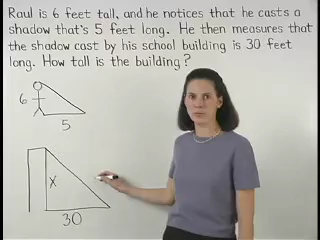 Raul is 6 feet tall, and he notices that he casts a
shadow that's 5 feet long. He then measures that
the shadow cast by his school building is 30 feet
long. How tall is the building?
6
5
x
30